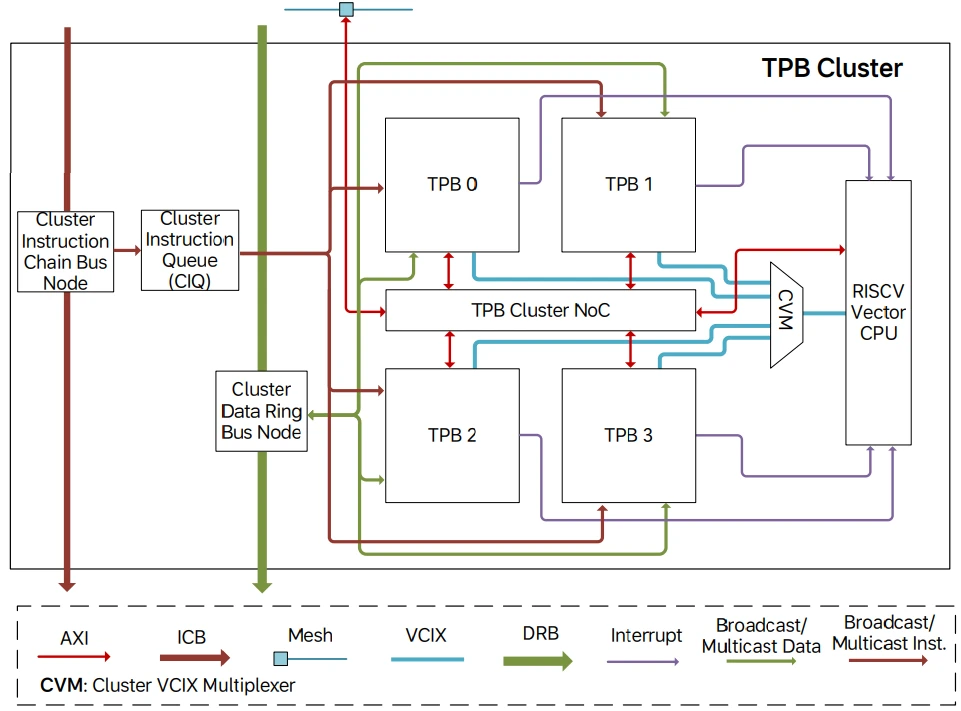 TPB Cluster
TPB 0
TPB 1
Cluster
Instruction
Chain Bus
Node
Cluster
Instruction
Queue
(CIQ)
TPB Cluster NoC
CVM
RISCV
Vector
CPU
Cluster
Data Ring
Bus Node
TPB 2
TPB 3
AXI
ICB
Mesh
VCIX
DRB
Interrupt
Broadcast/
Multicast Data
Broadcast/
Multicast Inst.
CVM: Cluster VCIX Multiplexer